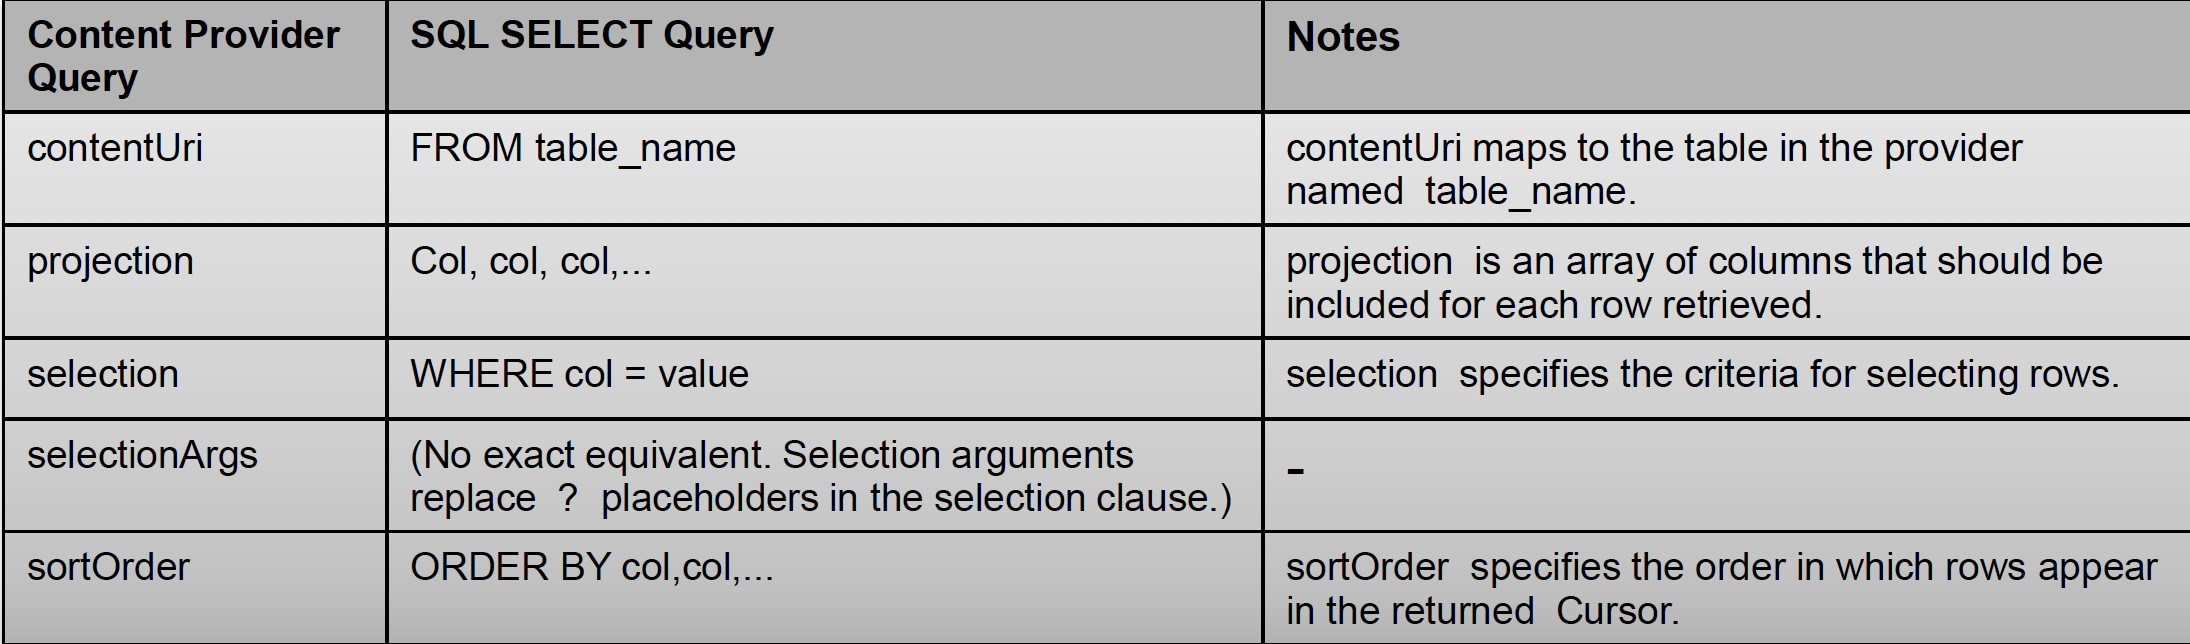 Content Provider
Query
SQL SELECT Query
Notes
contentUri
FROM table_name
contentUri maps to the table in the provider
named  table_name.
projection
Col, col, col,...
projection  is an array of columns that should be
included for each row retrieved.
selection
WHERE col = value
selection  specifies the criteria for selecting rows.
selectionArgs
(No exact equivalent. Selection arguments
replace  ?  placeholders in the selection clause.)
-
sortOrder
ORDER BY col,col,...
sortOrder  specifies the order in which rows appear
in the returned  Cursor.